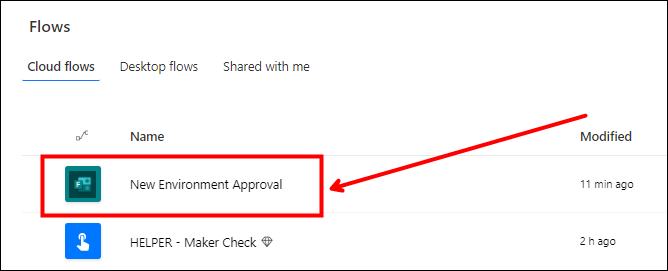 Flows
Cloud flows Desktop flows Shared with me
Name Modified
New Environment Approval 11 min ago
HELPER - Maker Check 2 h ago